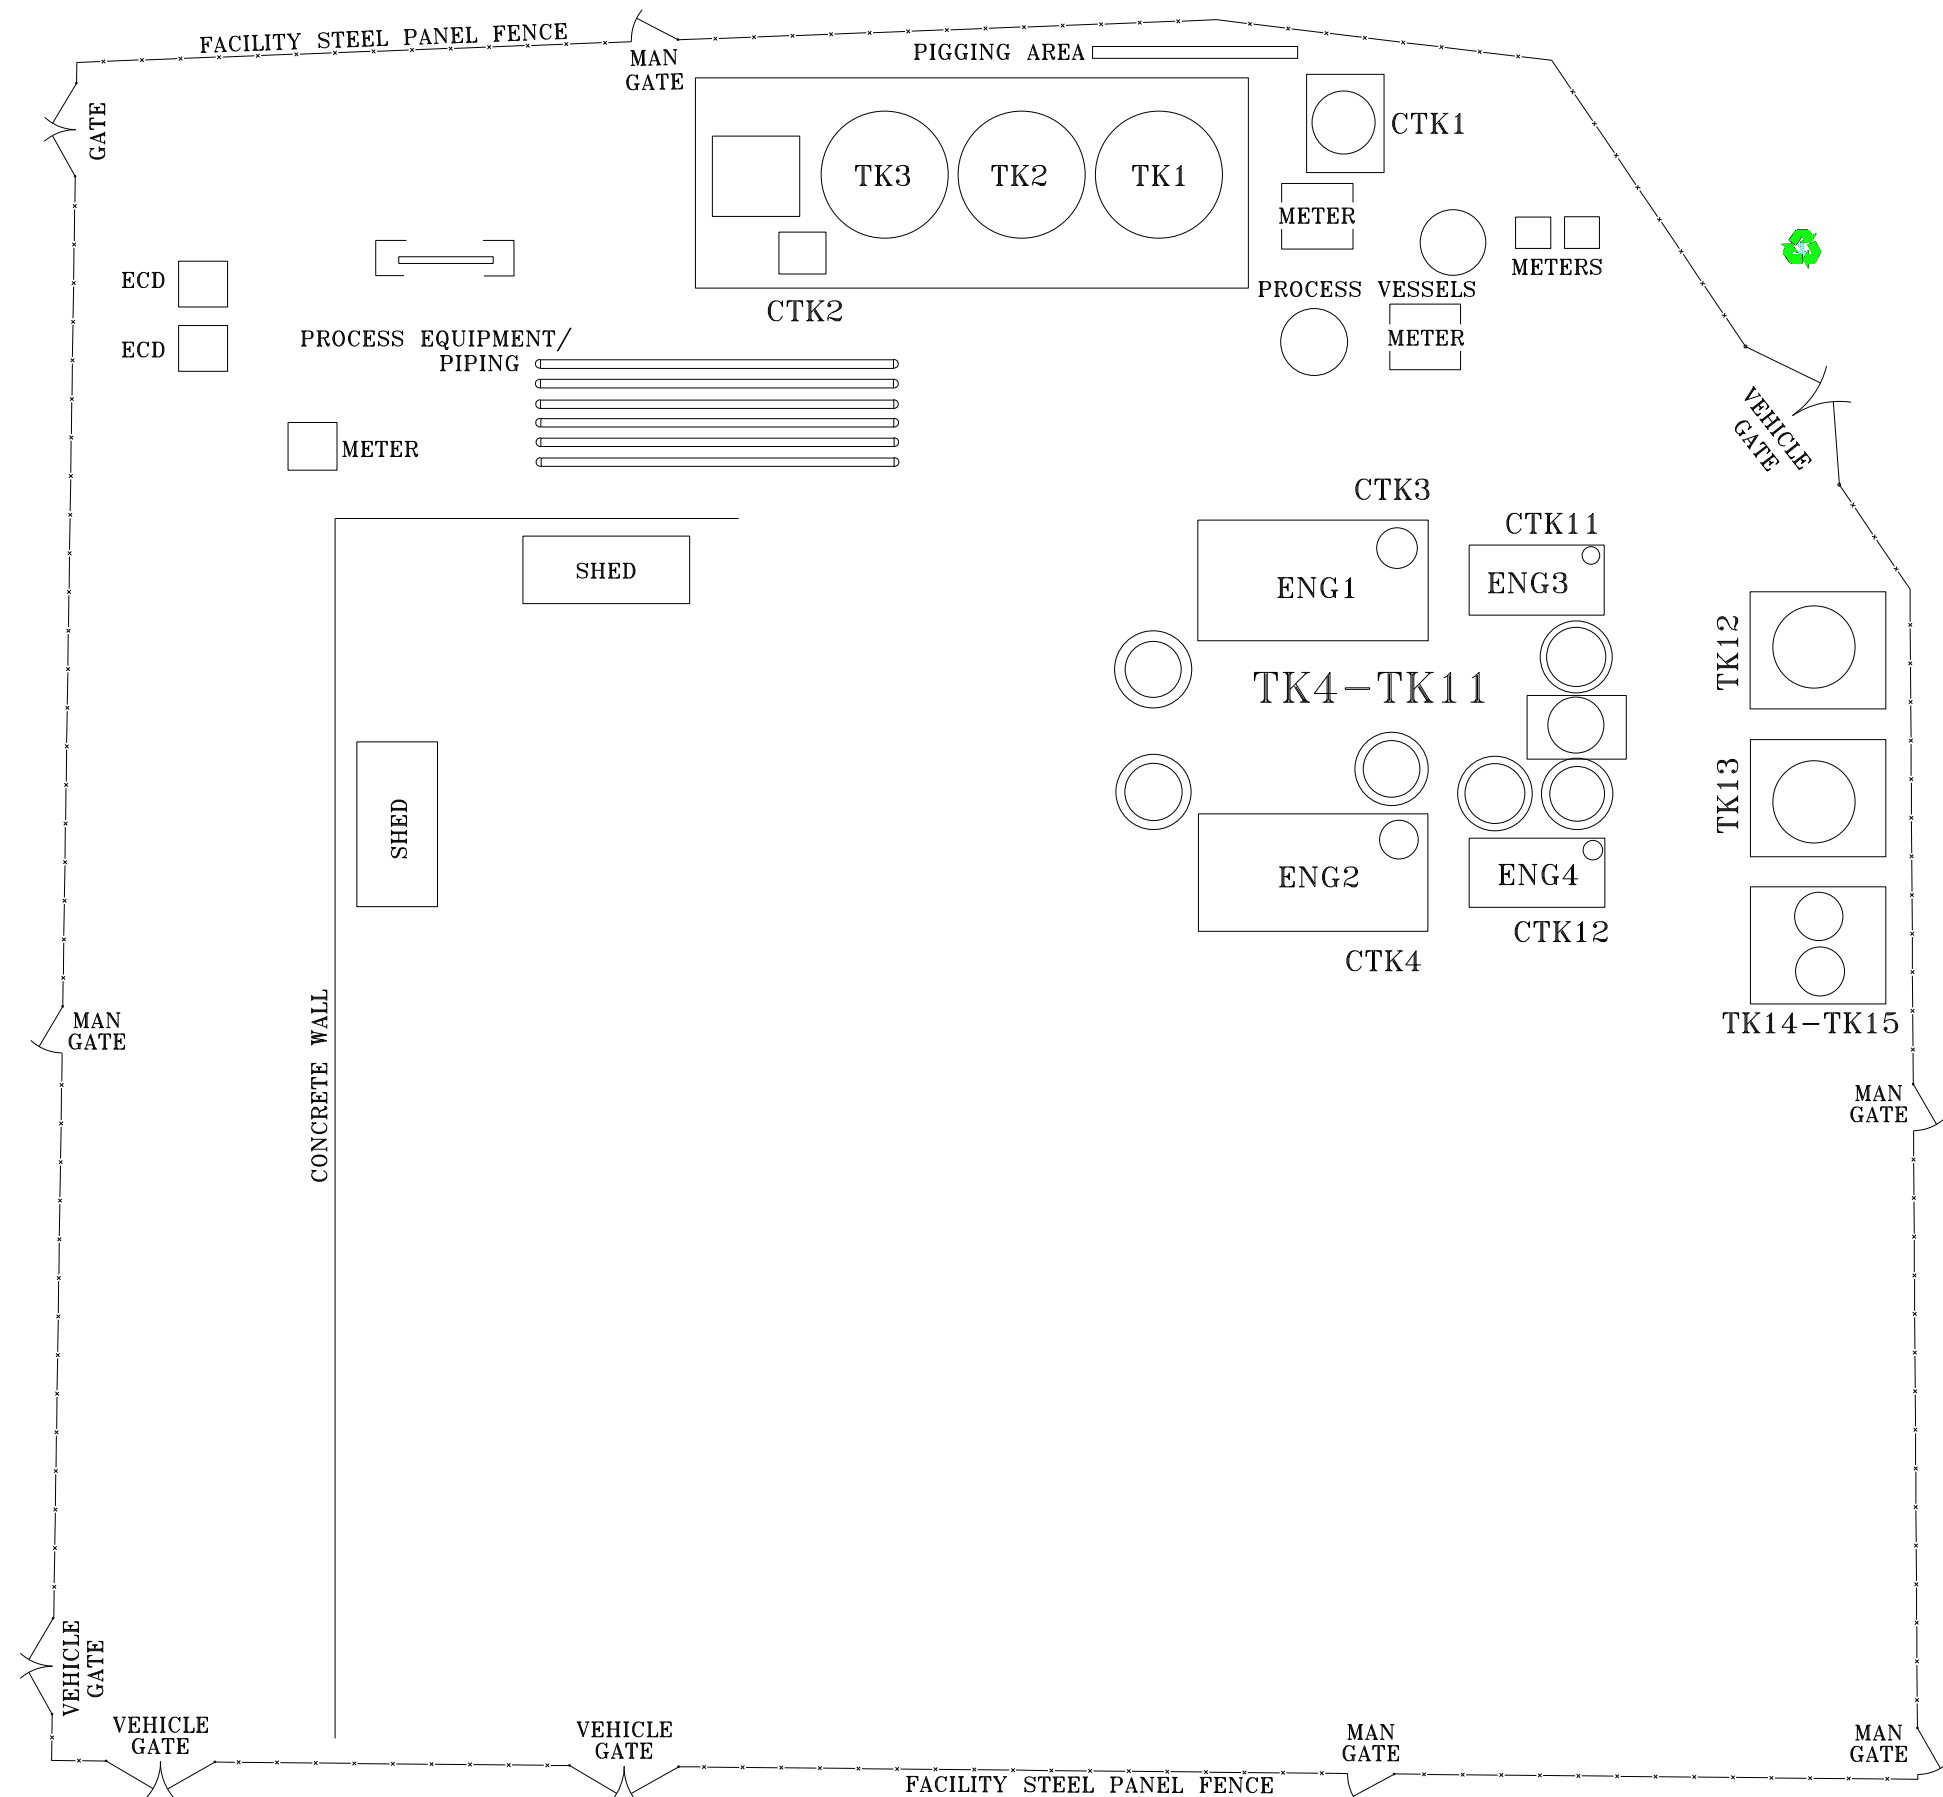 FACILITY STEEL PANEL FENCE
MAN
GATE
PIGGING AREA
GATE
CTK1
TK3
TK2
TK1
METER
ECD
METERS
PROCESS VESSELS
CTK2
ECD
PROCESS EQUIPMENT/
PIPING
METER
VEHICLE
GATE
METER
CTK3
CTK11
SHED
ENG1
ENG3
TK12
TK4-TK11
TK13
SHED
ENG2
ENG4
CTK12
CTK4
MAN
GATE
TK14-TK15
CONCRETE WALL
MAN
GATE
VEHICLE
GATE
VEHICLE
GATE
VEHICLE
GATE
MAN
GATE
MAN
GATE
FACILITY STEEL PANEL FENCE